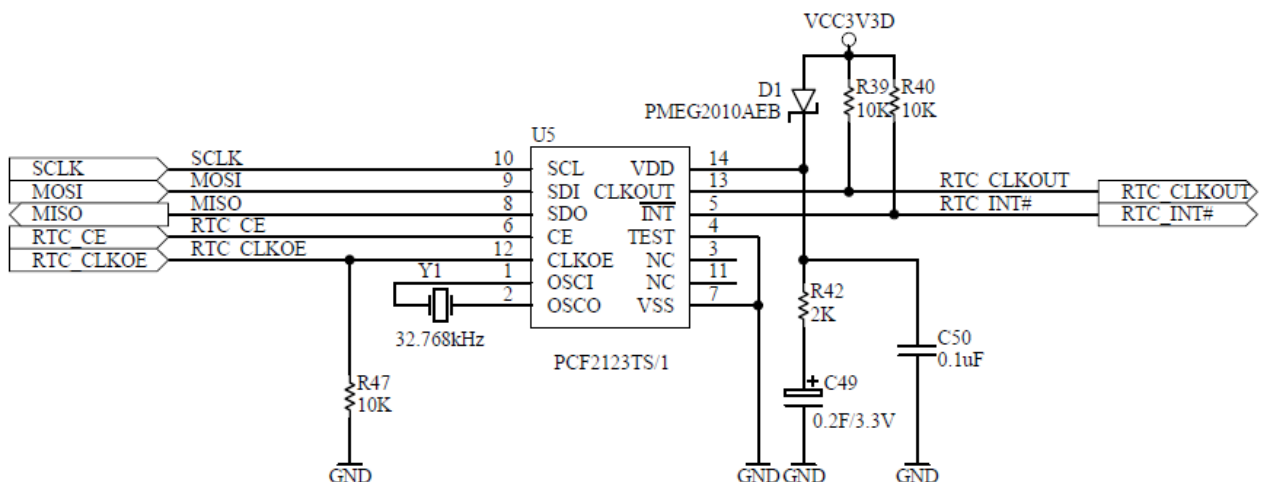 VCC3V3D
D1
PMEG2010AEB
R39
10K
R40
10K
U5
SCLK SCLK 10 SCL VDD 14
MOSI MOSI 9 SDI CLKOUT 13 RTC_CLKOUT RTC_CLKOUT
MISO MISO 8 SDO INT 5 RTC_INT# RTC_INT#
RTC_CE RTC_CE 6 CE TEST 4
RTC_CLKOE RTC_CLKOE 12 CLKOE NC 3
Y1 1 OSCI NC 11
2 OSCO VSS 7
32.768kHz
PCF2123TS/1
R42
2K
C50
0.1uF
R47
10K
C49
0.2F/3.3V
+
GND
GND
GND
GND